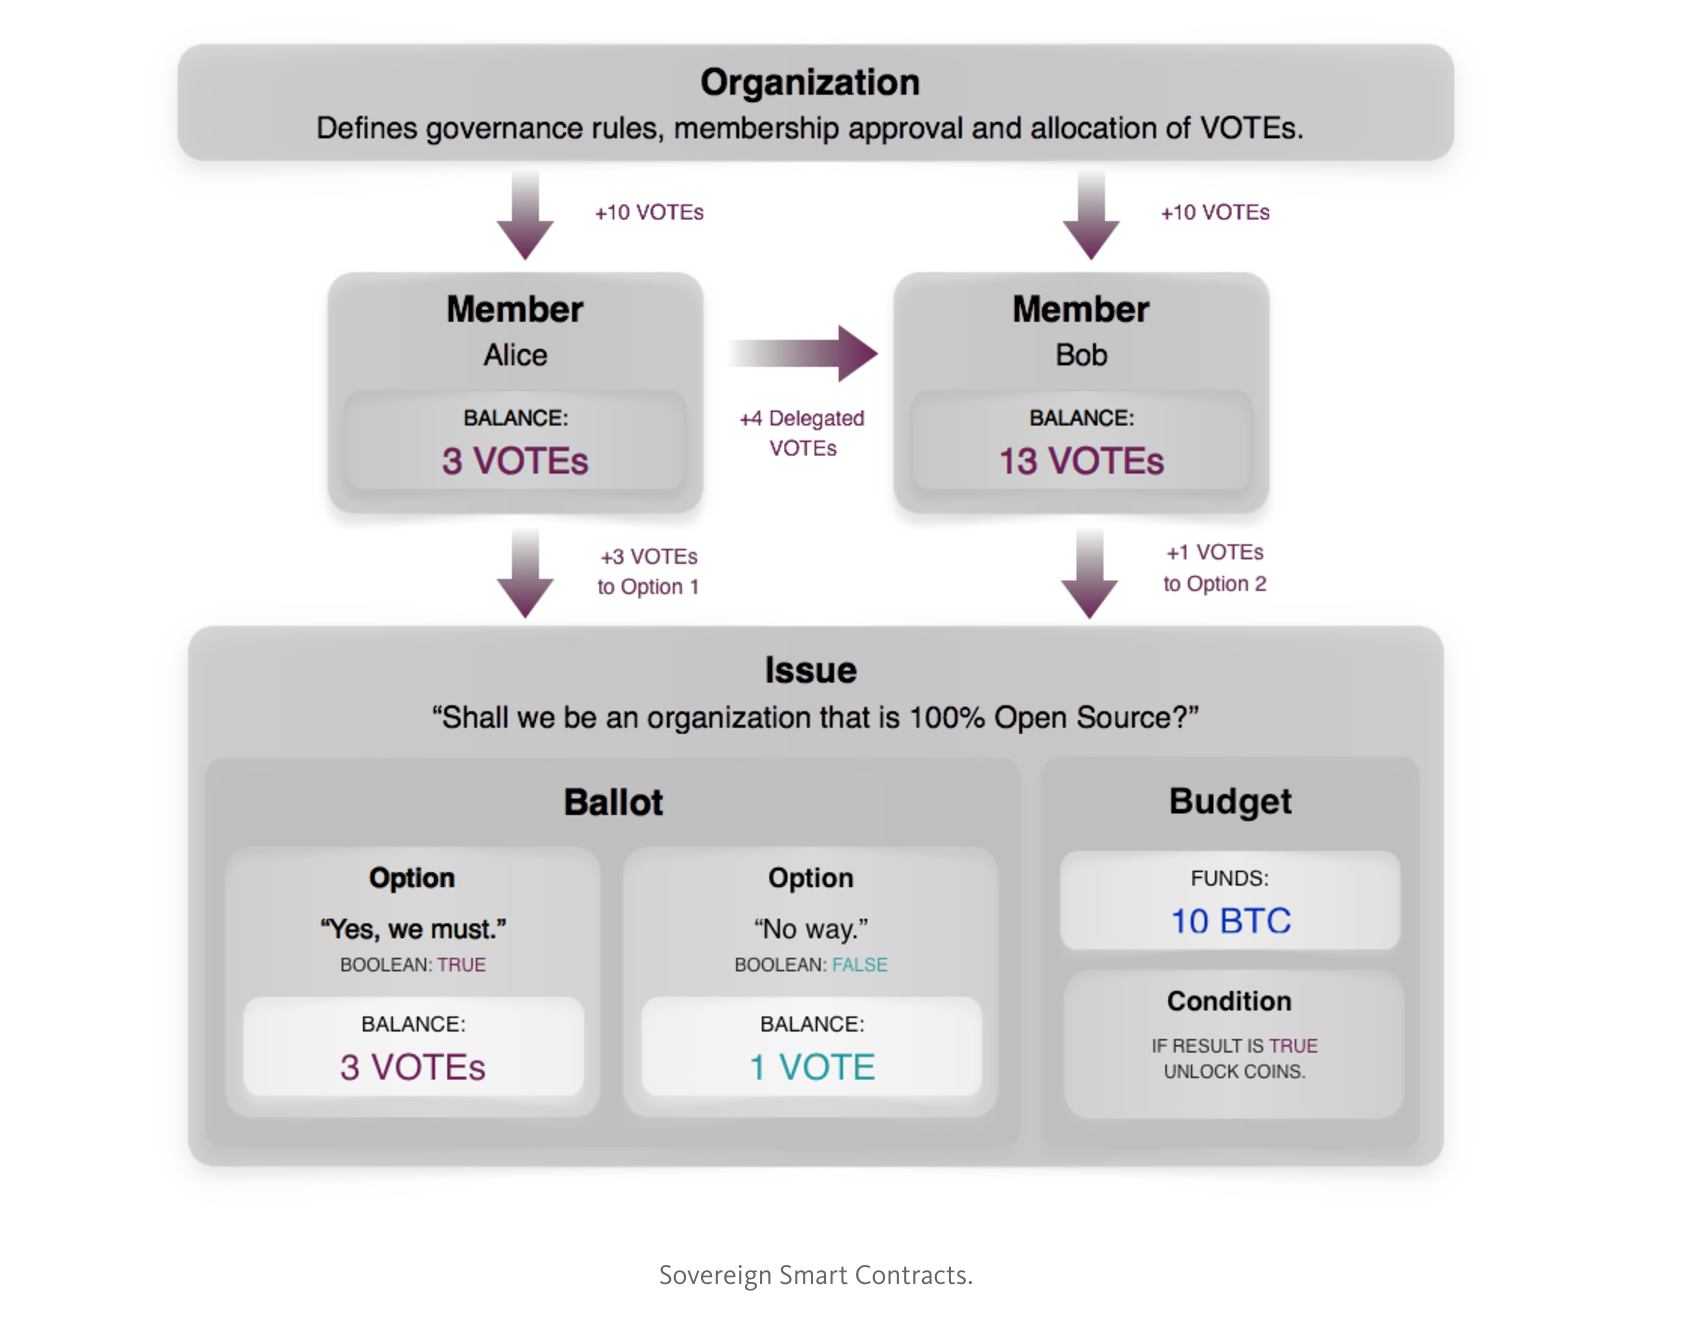 Organization
Defines governance rules, membership approval and allocation of VOTEs.
+10 VOTEs
+10 VOTEs
Member
Alice
BALANCE:
3 VOTEs
+4 Delegated
VOTEs
Member
Bob
BALANCE:
13 VOTEs
+3 VOTEs
to Option 1
+1 VOTEs
to Option 2
Issue
“Shall we be an organization that is 100% Open Source?”
Ballot
Option
“Yes, we must.”
BOOLEAN: TRUE
BALANCE:
3 VOTEs
Option
“No way.”
BOOLEAN: FALSE
BALANCE:
1 VOTE
Budget
FUNDS:
10 BTC
Condition
IF RESULT IS TRUE
UNLOCK COINS.
Sovereign Smart Contracts.